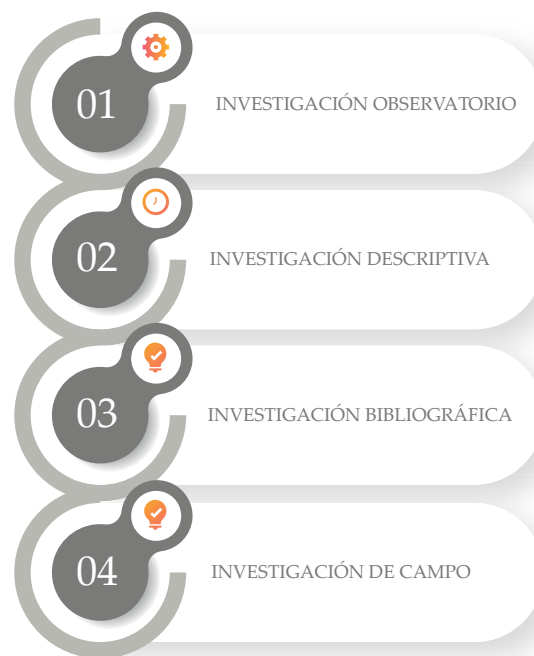 01
INVESTIGACIÓN OBSERVATORIO
02
INVESTIGACIÓN DESCRIPTIVA
03
INVESTIGACIÓN BIBLIOGRÁFICA
04
INVESTIGACIÓN DE CAMPO